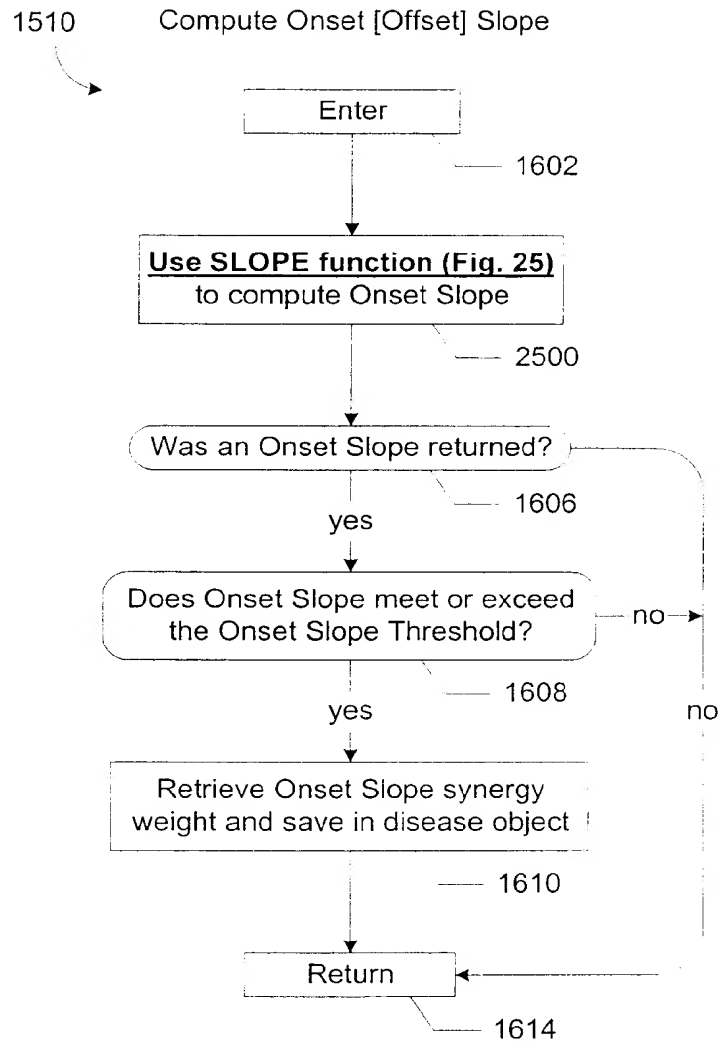 1510
Compute Onset [Offset] Slope
Enter
1602
Use SLOPE function (Fig. 25)
to compute Onset Slope
2500
Was an Onset Slope returned?
1606
yes
Does Onset Slope meet or exceed
the Onset Slope Threshold?
no
1608
yes
no
Retrieve Onset Slope synergy
weight and save in disease object
1610
Return
1614